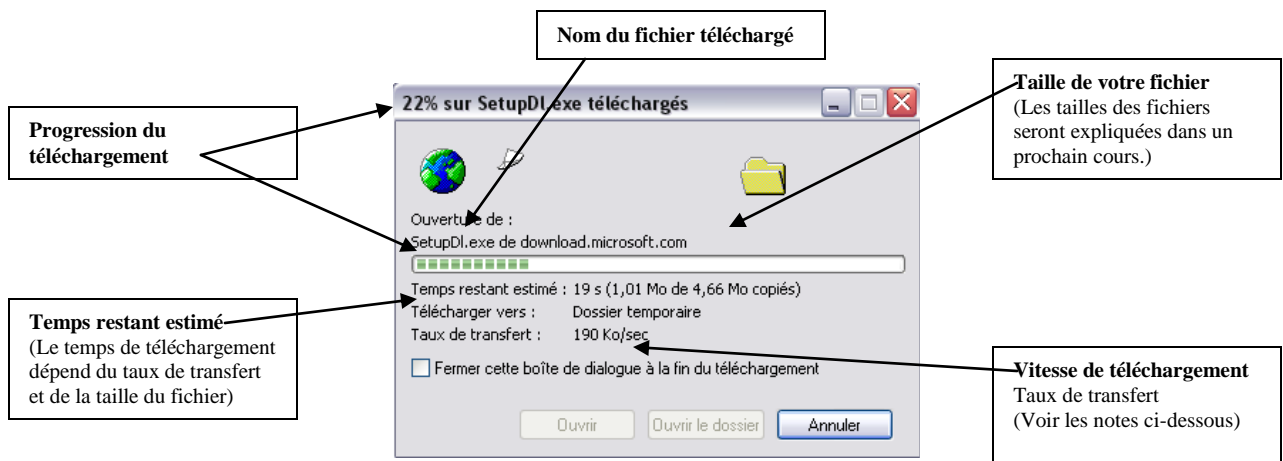 Nom du fichier téléchargé
Taille de votre fichier
(Les tailles des fichiers
seront expliquées dans un
prochain cours.)
Progression du
téléchargement
22% sur SetupDl.exe téléchargés
Ouverture de :
SetupDl.exe de download.microsoft.com
Temps restant estimé : 19 s (1,01 Mo de 4,66 Mo copiés)
Télécharger vers : Dossier temporaire
Taux de transfert : 190 Ko/sec
Fermer cette boîte de dialogue à la fin du téléchargement
Ouvrir Ouvrir le dossier Annuler
Temps restant estimé
(Le temps de téléchargement
dépend du taux de transfert
et de la taille du fichier)
Vitesse de téléchargement
Taux de transfert
(Voir les notes ci-dessous)